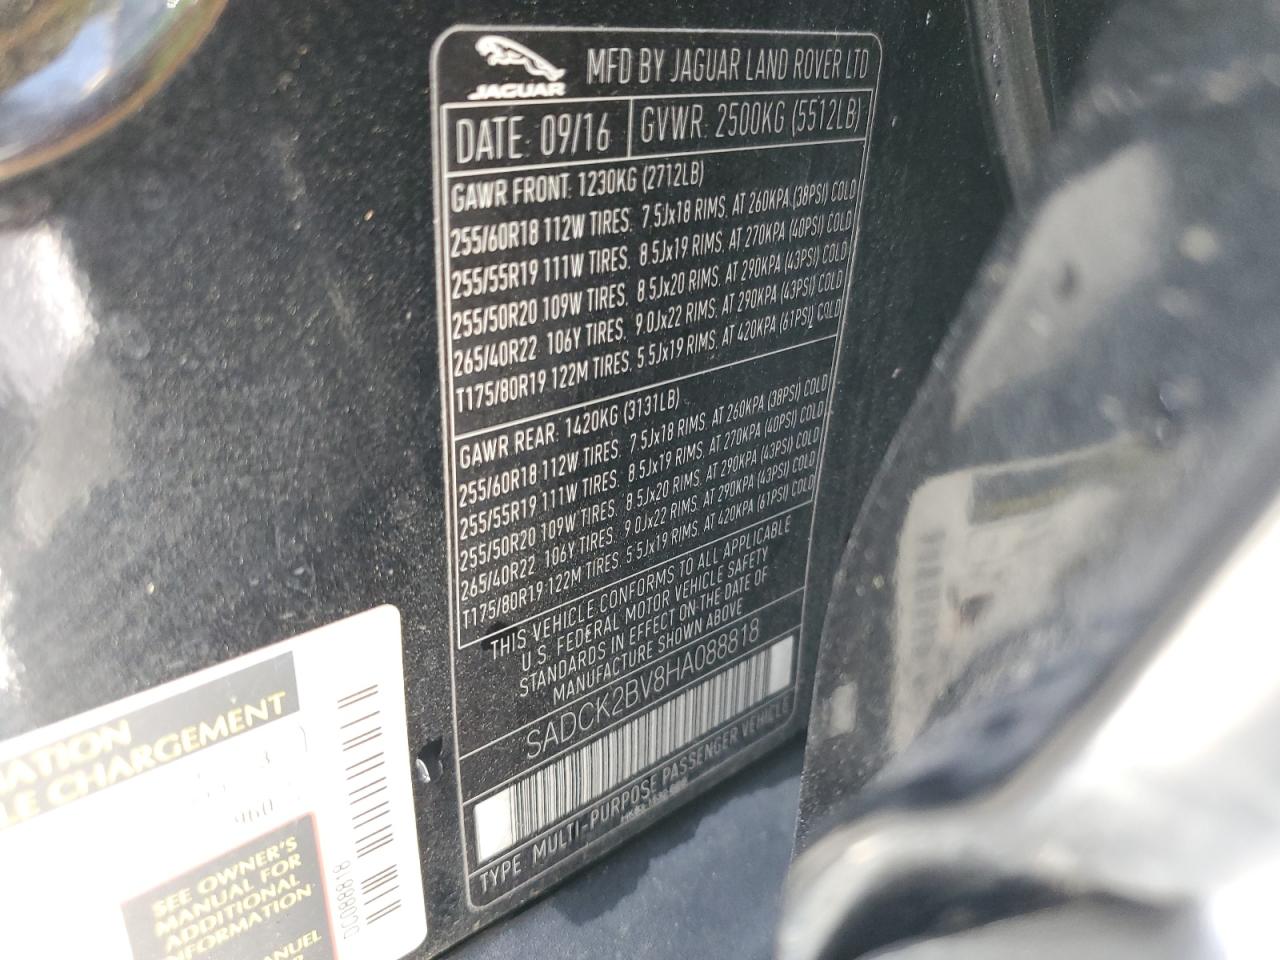 JAGUAR
MFD BY JAGUAR LAND ROVER LTD
DATE: 09/16
GVWR: 2500KG (5512LB)
GAWR FRONT: 1230KG (2712LB)
255/60R18 112W TIRES, 7.5Jx18 RIMS, AT 260KPA (38PSI) COLD
255/55R19 111W TIRES, 8.5Jx19 RIMS, AT 270KPA (40PSI) COLD
255/50R20 109W TIRES, 8.5Jx20 RIMS, AT 290KPA (43PSI) COLD
265/40R22 106Y TIRES, 9.0Jx22 RIMS, AT 290KPA (43PSI) COLD
T175/80R19 122M TIRES, 5.5Jx19 RIMS, AT 420KPA (61PSI) COLD
GAWR REAR: 1420KG (3131LB)
255/60R18 112W TIRES, 7.5Jx18 RIMS, AT 260KPA (38PSI) COLD
255/55R19 111W TIRES, 8.5Jx19 RIMS, AT 270KPA (40PSI) COLD
255/50R20 109W TIRES, 8.5Jx20 RIMS, AT 290KPA (43PSI) COLD
265/40R22 106Y TIRES, 9.0Jx22 RIMS, AT 290KPA (43PSI) COLD
T175/80R19 122M TIRES, 5.5Jx19 RIMS, AT 420KPA (61PSI) COLD
THIS VEHICLE CONFORMS TO ALL APPLICABLE
U.S. FEDERAL MOTOR VEHICLE SAFETY
STANDARDS IN EFFECT ON THE DATE OF
MANUFACTURE SHOWN ABOVE
SADCK2BV8HA088818
TYPE MULTI-PURPOSE PASSENGER VEHICLE
CHARGEMENT
960
SEE OWNER'S
MANUAL FOR
ADDITIONAL
INFORMATION
DC088818